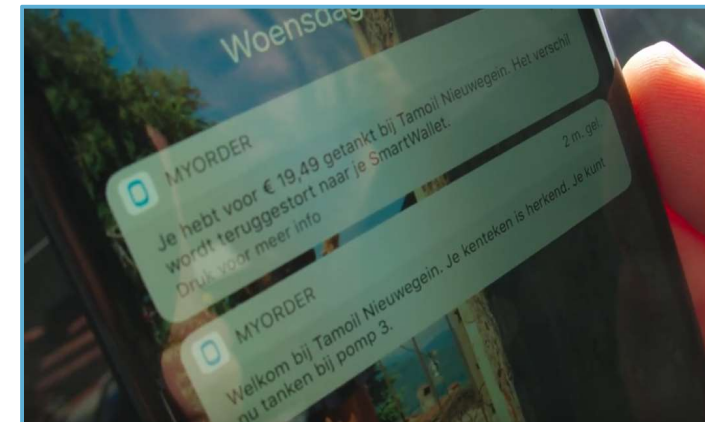 Woensdag
MYORDER
Je hebt voor € 19,49 getankt bij Tamoil Nieuwegein. Het verschil
wordt teruggestort naar je SmartWallet.
Druk voor meer info
MYORDER
2 m. gel.
Welkom bij Tamoil Nieuwegein. Je kenteken is herkend. Je kunt
nu tanken bij pomp 3.